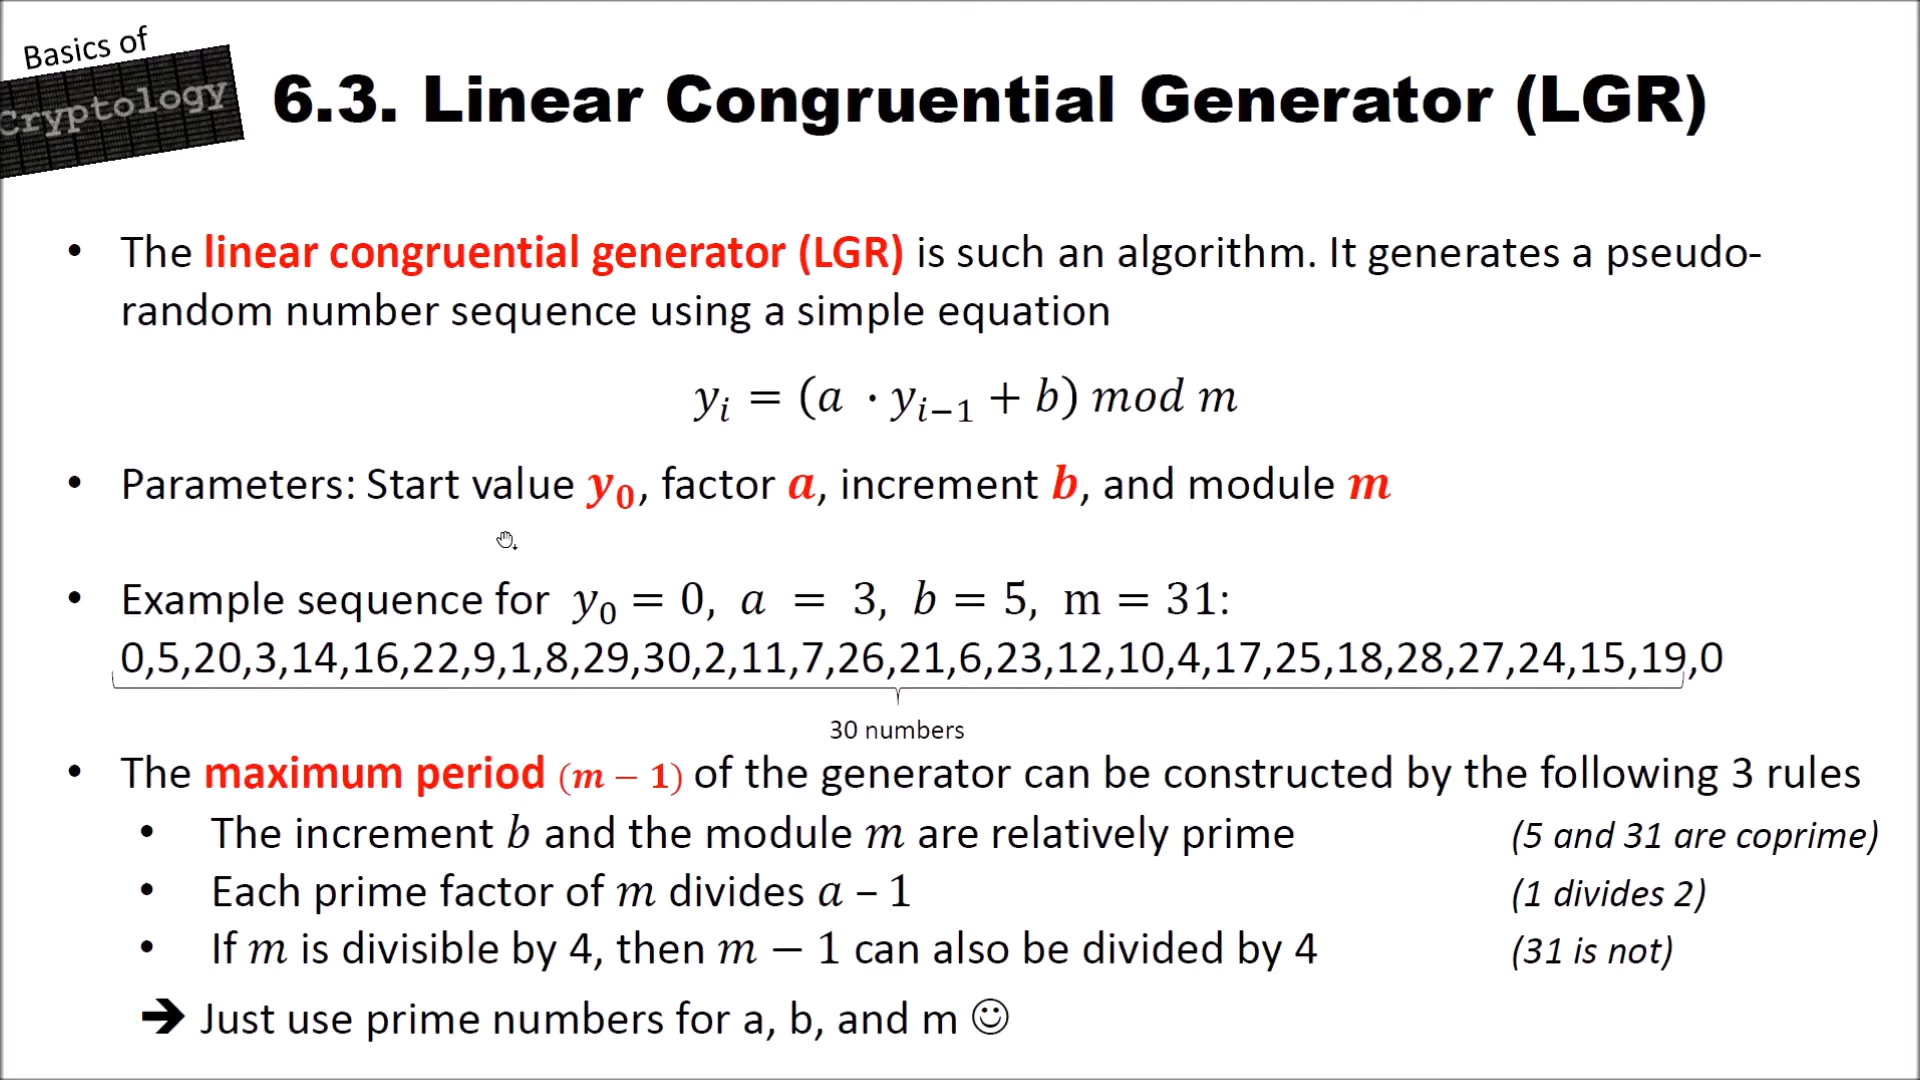 Basics of
Cryptology
6.3. Linear Congruential Generator (LGR)
• The linear congruential generator (LGR) is such an algorithm. It generates a pseudo-
random number sequence using a simple equation
yᵢ = (a · yᵢ₋₁ + b) mod m
• Parameters: Start value y₀, factor a, increment b, and module m
• Example sequence for y₀ = 0, a = 3, b = 5, m = 31:
0,5,20,3,14,16,22,9,1,8,29,30,2,11,7,26,21,6,23,12,10,4,17,25,18,28,27,24,15,19,0
30 numbers
• The maximum period (m − 1) of the generator can be constructed by the following 3 rules
• The increment b and the module m are relatively prime (5 and 31 are coprime)
• Each prime factor of m divides a – 1 (1 divides 2)
• If m is divisible by 4, then m − 1 can also be divided by 4 (31 is not)
➔ Just use prime numbers for a, b, and m ☺